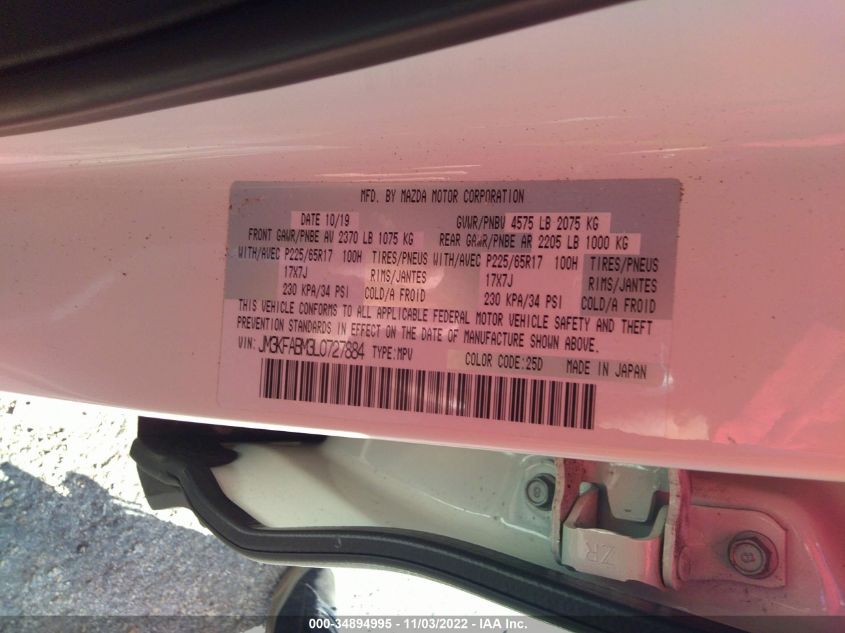 MFD. BY MAZDA MOTOR CORPORATION
DATE 10/19 GVWR/PNBV 4575 LB 2075 KG
FRONT GAWR/PNBE AV 2370 LB 1075 KG REAR GAWR/PNBE AR 2205 LB 1000 KG
WITH/AVEC P225/65R17 100H TIRES/PNEUS WITH/AVEC P225/65R17 100H TIRES/PNEUS
17X7J RIMS/JANTES 17X7J RIMS/JANTES
230 KPA/34 PSI COLD/A FROID 230 KPA/34 PSI COLD/A FROID
THIS VEHICLE CONFORMS TO ALL APPLICABLE FEDERAL MOTOR VEHICLE SAFETY AND THEFT
PREVENTION STANDARDS IN EFFECT ON THE DATE OF MANUFACTURE SHOWN ABOVE.
VIN: JM3KFABM3L0727884 TYPE:MPV COLOR CODE:25D MADE IN JAPAN
ZR
000-34894995 - 11/03/2022 - IAA Inc.